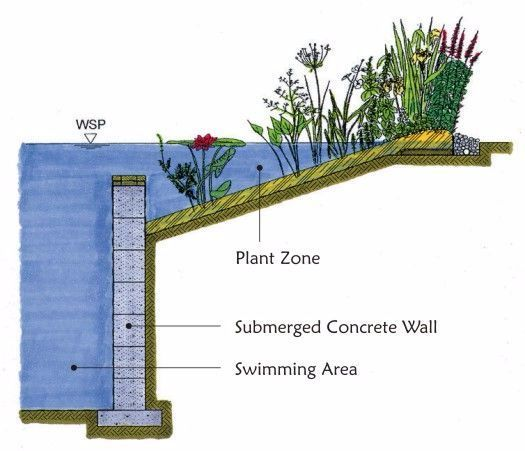 WSP
Plant Zone
Submerged Concrete Wall
Swimming Area